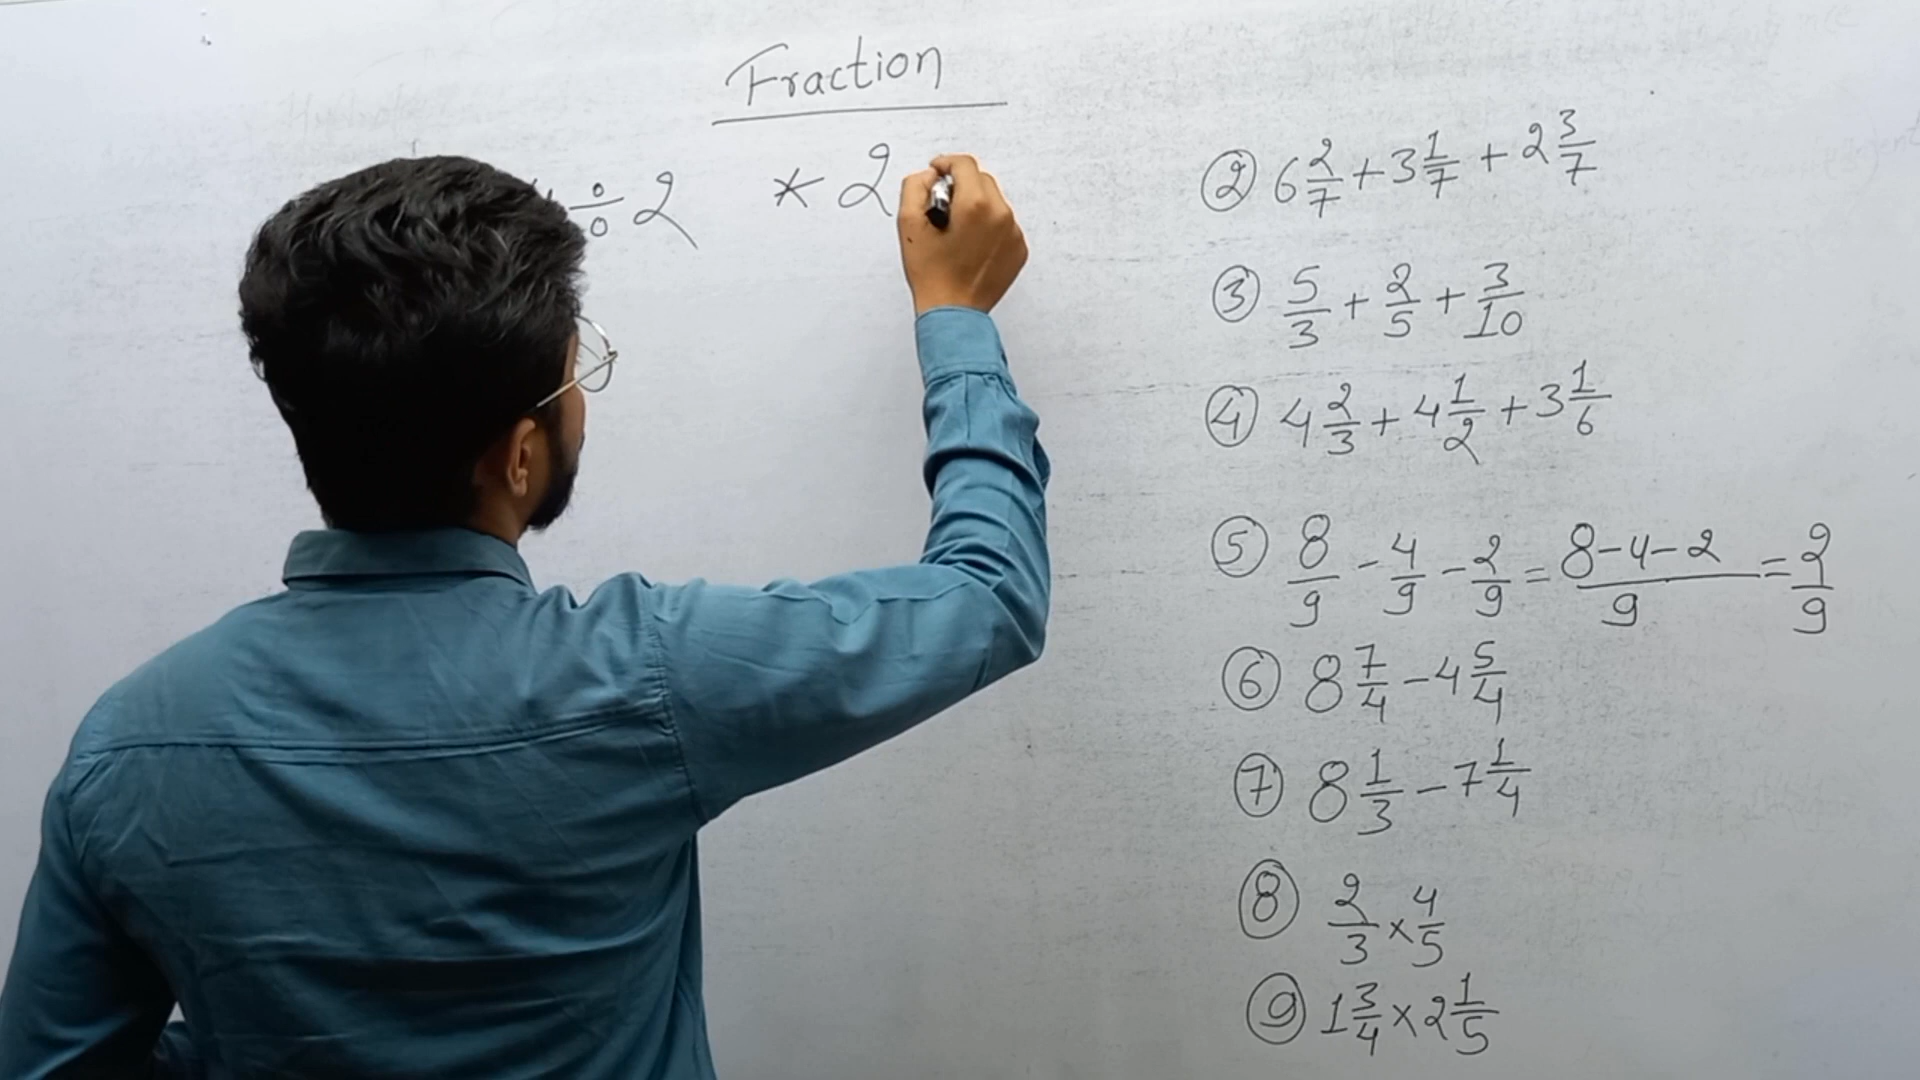 Fraction
÷ 2 * 2
② 6 2/7 + 3 1/7 + 2 3/7
③ 5/3 + 2/5 + 3/10
④ 4 2/3 + 4 1/2 + 3 1/6
⑤ 8/9 - 4/9 - 2/9 = 8-4-2/9 = 2/9
⑥ 8 7/4 - 4 5/4
⑦ 8 1/3 - 7 1/4
⑧ 2/3 × 4/5
⑨ 1 3/4 × 2 1/5